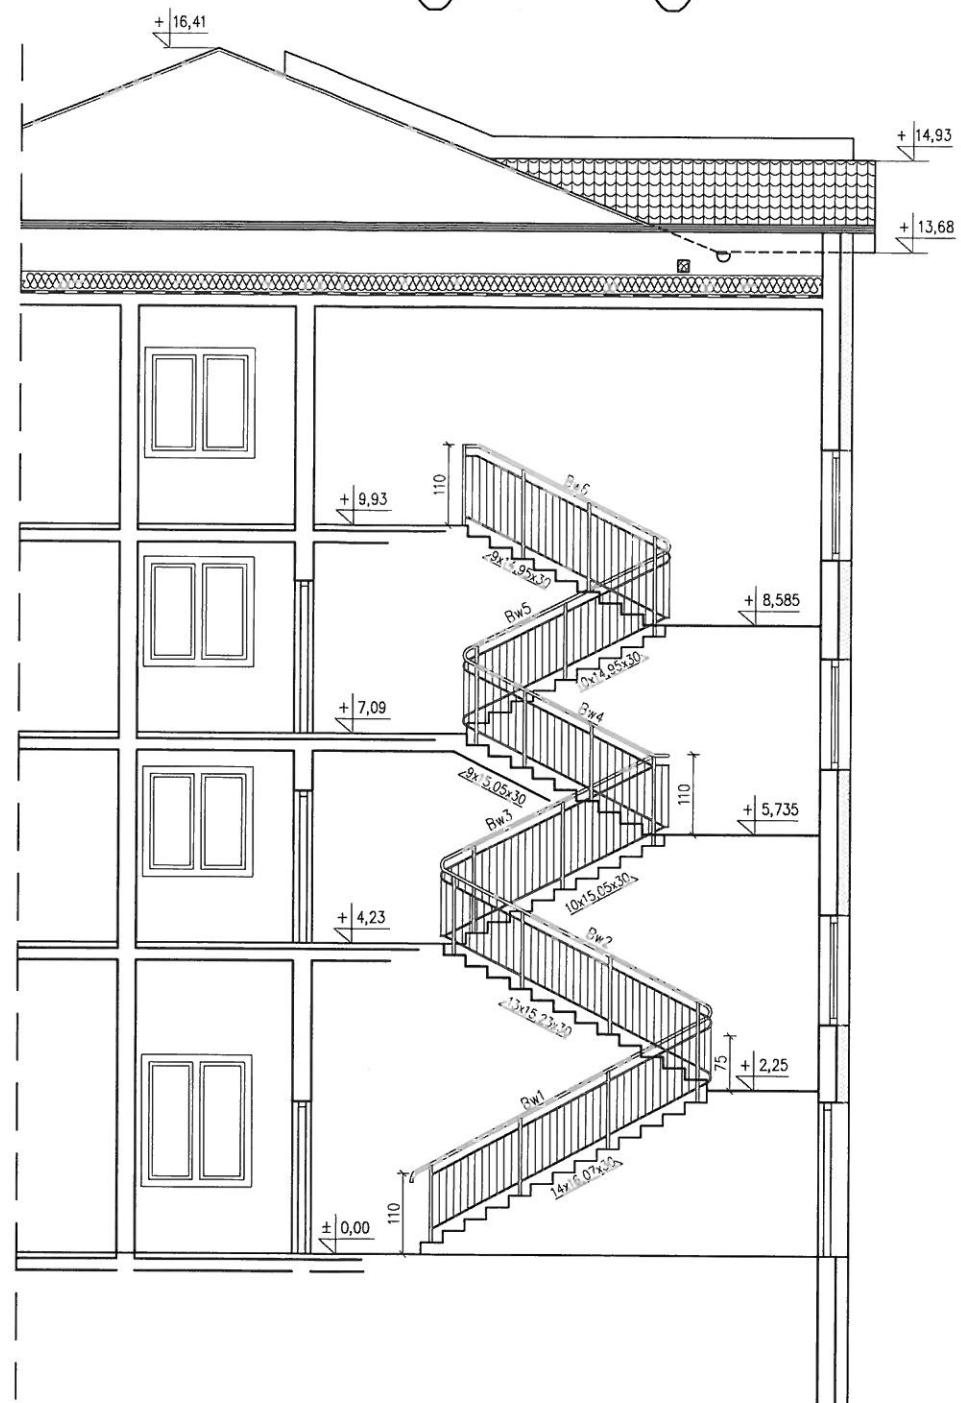 + 16,41
+ 14,93
+ 13,68
Bw6
110
+ 9,93
9x14,95x30
+ 8,585
Bw5
10x14,95x30
+ 7,09
Bw4
9x15,05x30
110
+ 5,735
Bw3
10x15,05x30
+ 4,23
Bw2
13x15,23x30
75
+ 2,25
Bw1
14x16,07x30
110
± 0,00